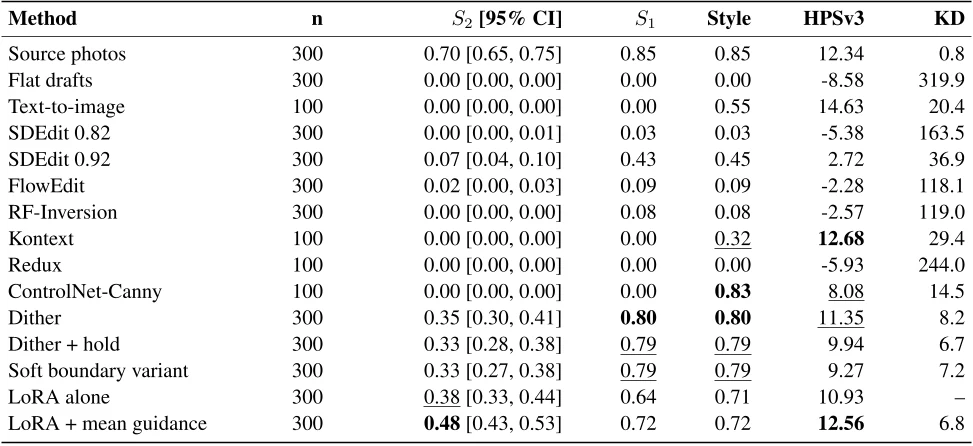 Method n S₂ [95% CI] S₁ Style HPSv3 KD
Source photos 300 0.70 [0.65, 0.75] 0.85 0.85 12.34 0.8
Flat drafts 300 0.00 [0.00, 0.00] 0.00 0.00 -8.58 319.9
Text-to-image 100 0.00 [0.00, 0.00] 0.00 0.55 14.63 20.4
SDEdit 0.82 300 0.00 [0.00, 0.01] 0.03 0.03 -5.38 163.5
SDEdit 0.92 300 0.07 [0.04, 0.10] 0.43 0.45 2.72 36.9
FlowEdit 300 0.02 [0.00, 0.03] 0.09 0.09 -2.28 118.1
RF-Inversion 300 0.00 [0.00, 0.00] 0.08 0.08 -2.57 119.0
Kontext 100 0.00 [0.00, 0.00] 0.00 0.32 12.68 29.4
Redux 100 0.00 [0.00, 0.00] 0.00 0.00 -5.93 244.0
ControlNet-Canny 100 0.00 [0.00, 0.00] 0.00 0.83 8.08 14.5
Dither 300 0.35 [0.30, 0.41] 0.80 0.80 11.35 8.2
Dither + hold 300 0.33 [0.28, 0.38] 0.79 0.79 9.94 6.7
Soft boundary variant 300 0.33 [0.27, 0.38] 0.79 0.79 9.27 7.2
LoRA alone 300 0.38 [0.33, 0.44] 0.64 0.71 10.93 –
LoRA + mean guidance 300 0.48 [0.43, 0.53] 0.72 0.72 12.56 6.8